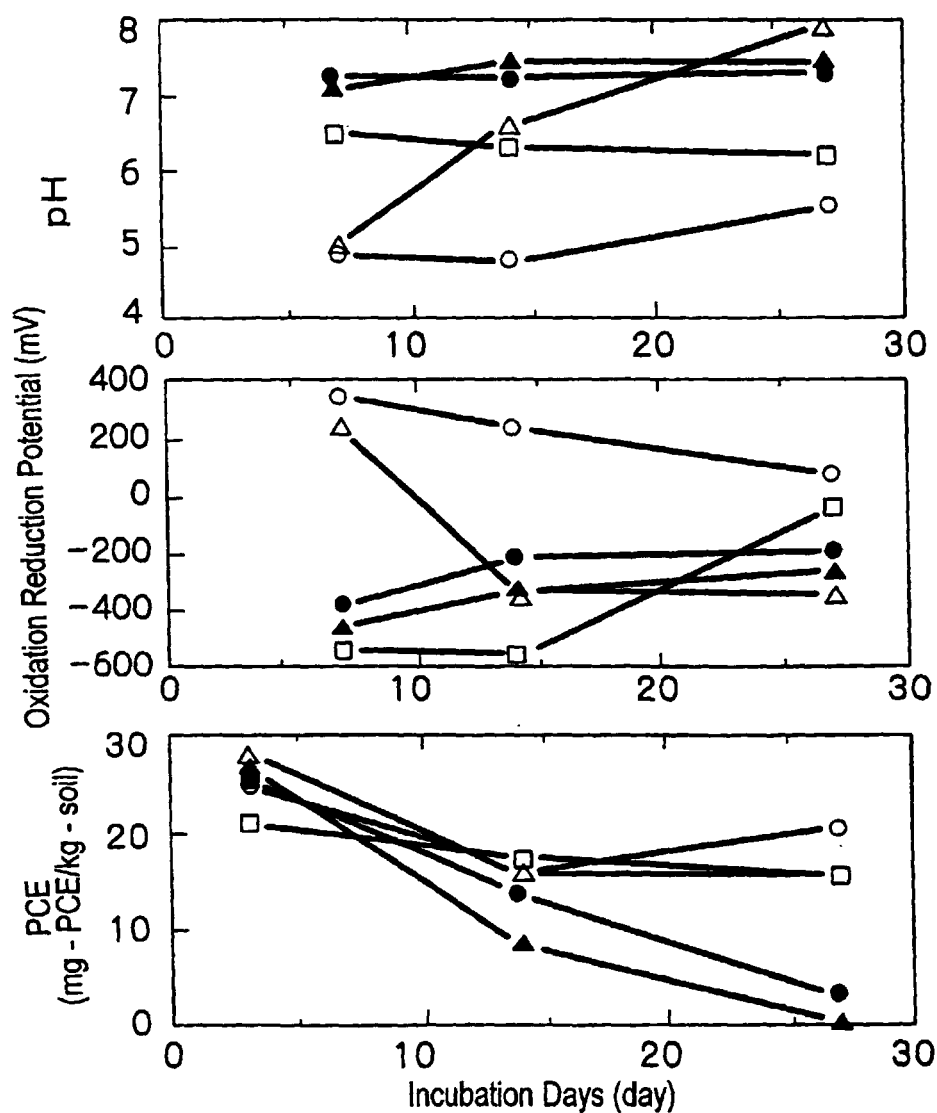 8
7
6
5
4
pH
0 10 20 30
400
200
0
-200
-400
-600
Oxidation Reduction Potential (mV)
0 10 20 30
30
20
10
0
PCE
(mg - PCE/kg - soil)
0 10 20 30
Incubation Days (day)